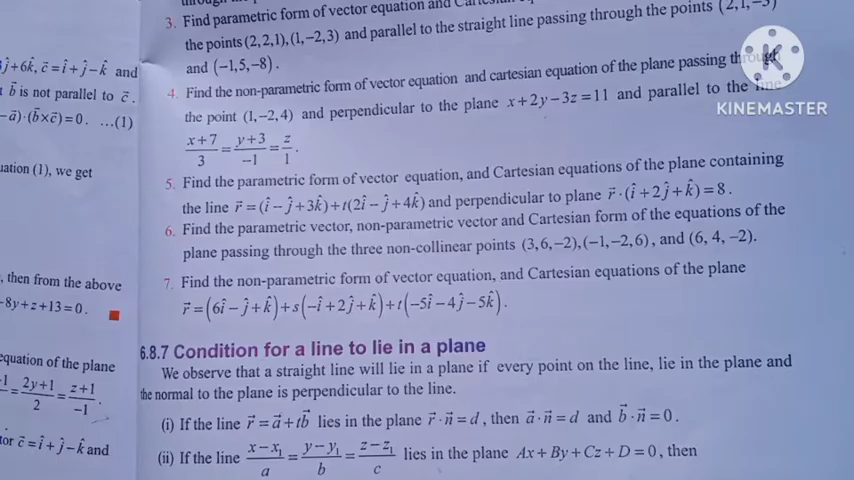 3. Find parametric form of vector equation and
the points (2,2,1),(1,−2,3) and parallel to the straight line passing through the points (2,1,−3)
and (−1,5,−8).
4. Find the non-parametric form of vector equation and cartesian equation of the plane passing through
the point (1,−2,4) and perpendicular to the plane x+2y−3z=11 and parallel to the line
(x+7)/3 = (y+3)/−1 = z/1.
5. Find the parametric form of vector equation, and Cartesian equations of the plane containing
the line r⃗=(î−ĵ+3k̂)+t(2î−ĵ+4k̂) and perpendicular to plane r⃗·(î+2ĵ+k̂)=8.
6. Find the parametric vector, non-parametric vector and Cartesian form of the equations of the
plane passing through the three non-collinear points (3,6,−2),(−1,−2,6), and (6,4,−2).
7. Find the non-parametric form of vector equation, and Cartesian equations of the plane
r⃗=(6î−ĵ+k̂)+s(−î+2ĵ+k̂)+t(−5î−4ĵ−5k̂).
6.8.7 Condition for a line to lie in a plane
We observe that a straight line will lie in a plane if every point on the line, lie in the plane and
the normal to the plane is perpendicular to the line.
(i) If the line r⃗=a⃗+tb⃗ lies in the plane r⃗·n⃗=d, then a⃗·n⃗=d and b⃗·n⃗=0.
(ii) If the line (x−x₁)/a = (y−y₁)/b = (z−z₁)/c lies in the plane Ax+By+Cz+D=0, then
ĵ+6k̂, c⃗=î+ĵ−k̂ and
b⃗ is not parallel to c⃗.
−a⃗)·(b⃗×c⃗)=0. ...(1)
(1), we get
, then from the above
−8y+z+13=0.
equation of the plane
= (2y+1)/2 = (z+1)/−1.
c⃗=î+ĵ−k̂ and
KINEMASTER